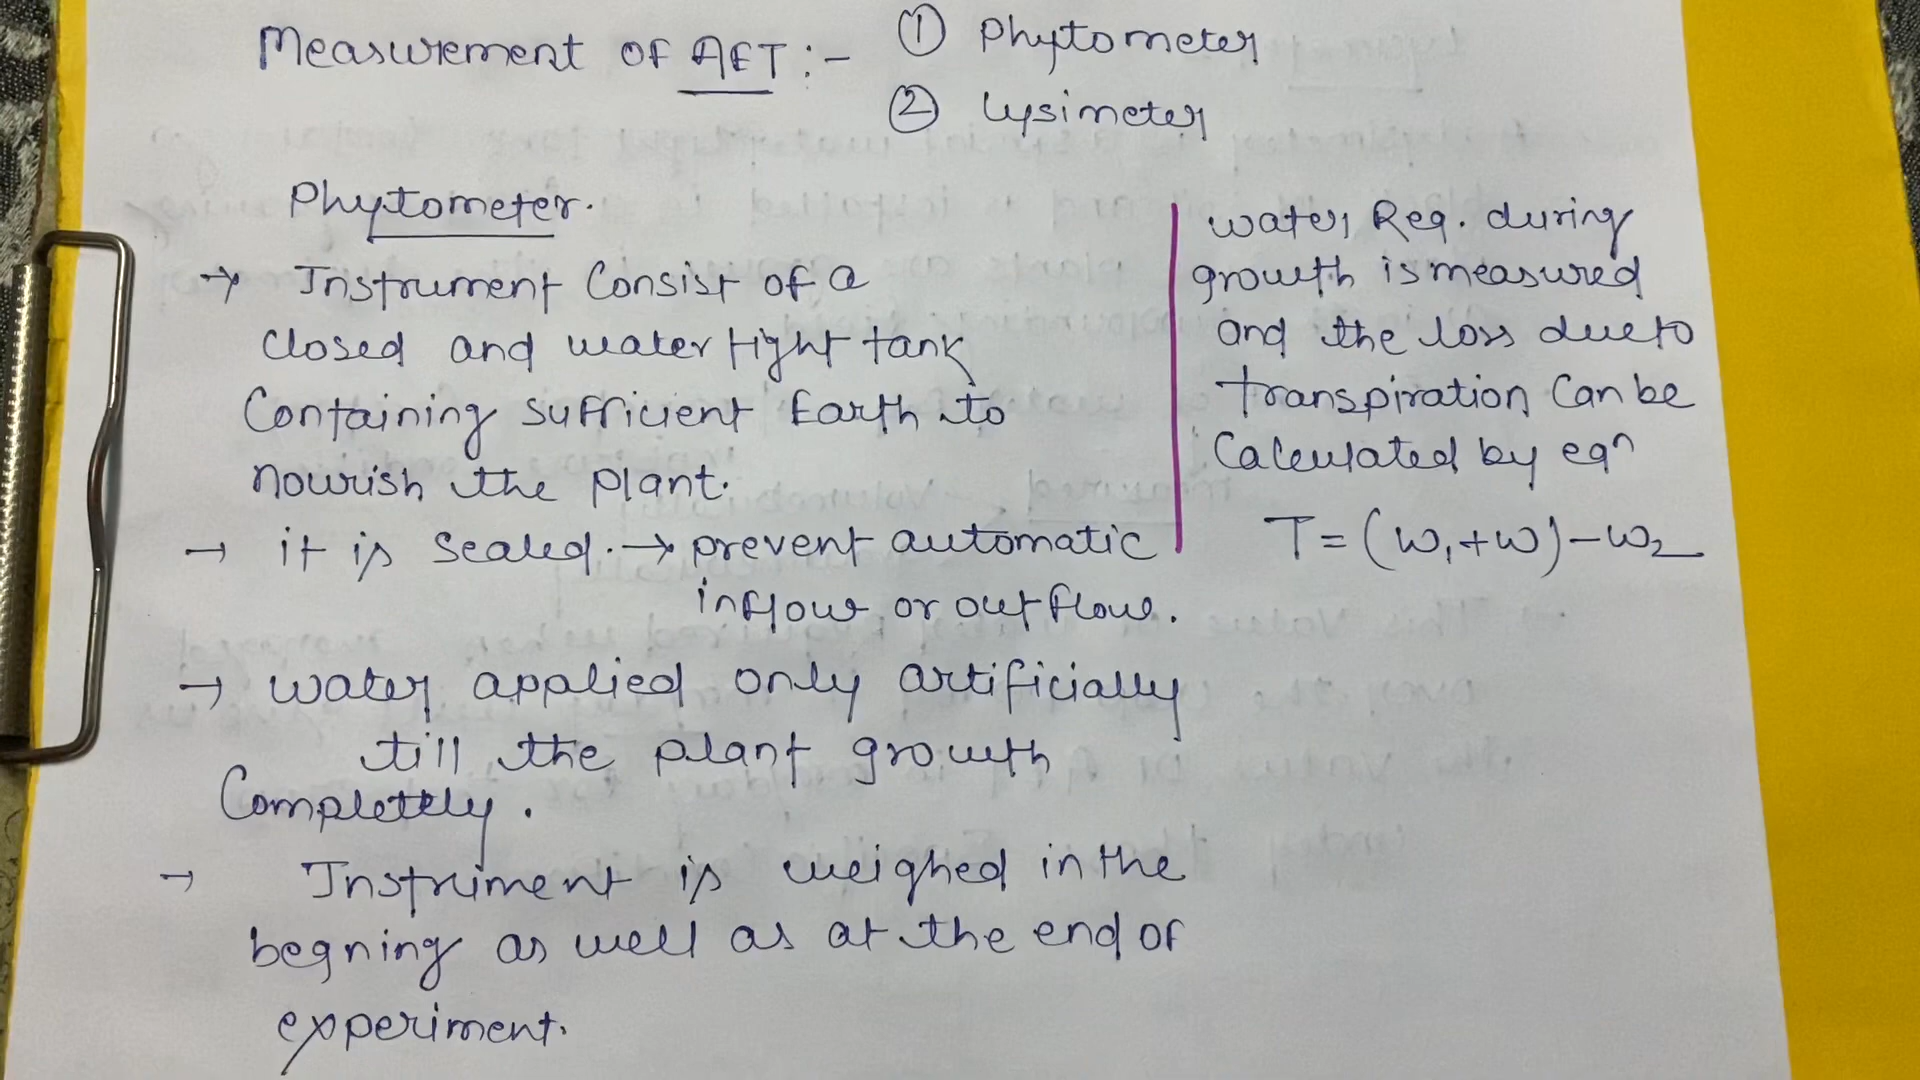 Measurement of AET :- ① Phytometer
② Lysimeter
Phytometer.
→ Instrument Consist of a
closed and water tight tank
Containing sufficient Earth to
nourish the plant.
→ it is sealed. → prevent automatic
inflow or outflow.
→ water applied only artificially
till the plant growth
Completely.
→ Instriment is weighed in the
begning as well as at the end of
experiment.
water Req. during
growth is measured
and the loss due to
transpiration can be
Calculated by eqn
T = (w₁+w)-w₂